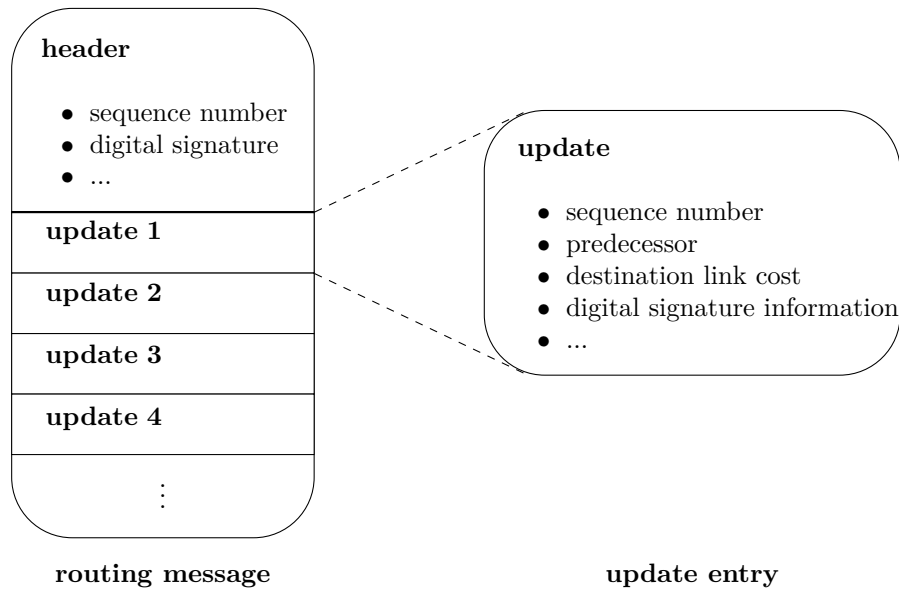 header
• sequence number
• digital signature
• ...
update 1
update 2
update 3
update 4
⋮
routing message
update
• sequence number
• predecessor
• destination link cost
• digital signature information
• ...
update entry